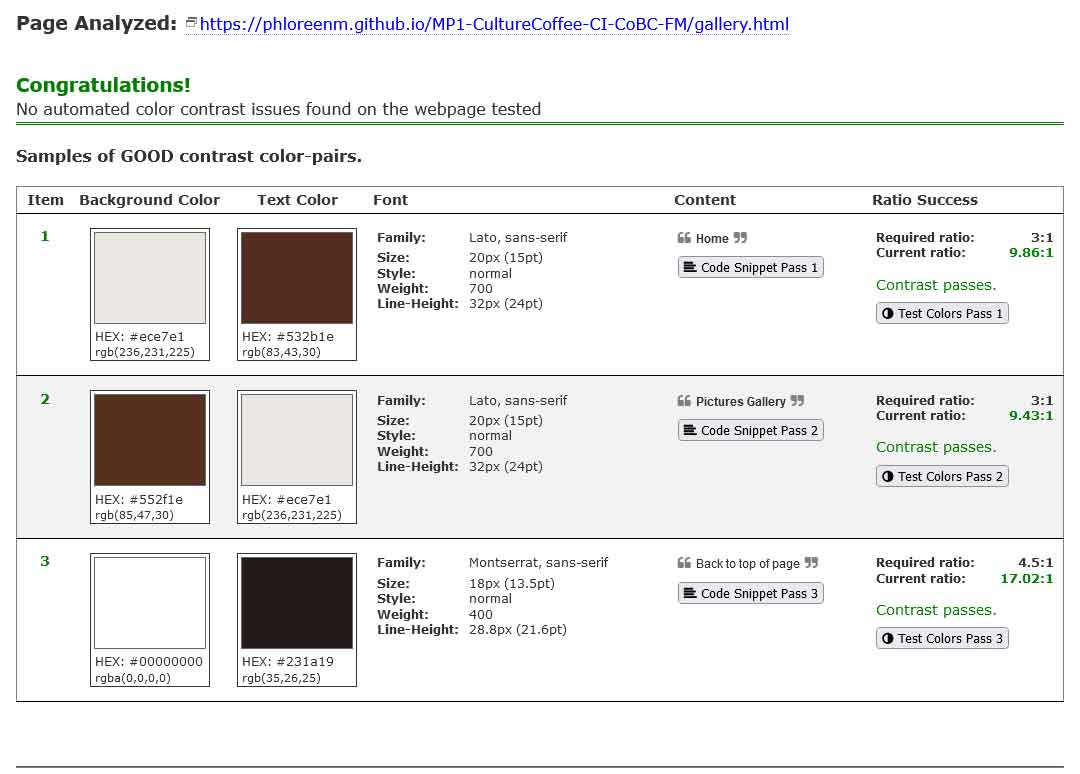 Page Analyzed: https://phloreenm.github.io/MP1-CultureCoffee-CI-CoBC-FM/gallery.html
Congratulations!
No automated color contrast issues found on the webpage tested
Samples of GOOD contrast color-pairs.
Item Background Color Text Color Font Content Ratio Success
1
HEX: #ece7e1
rgb(236,231,225)
HEX: #532b1e
rgb(83,43,30)
Family: Lato, sans-serif
Size: 20px (15pt)
Style: normal
Weight: 700
Line-Height: 32px (24pt)
❝ Home ❞
Code Snippet Pass 1
Required ratio: 3:1
Current ratio: 9.86:1
Contrast passes.
Test Colors Pass 1
2
HEX: #552f1e
rgb(85,47,30)
HEX: #ece7e1
rgb(236,231,225)
Family: Lato, sans-serif
Size: 20px (15pt)
Style: normal
Weight: 700
Line-Height: 32px (24pt)
❝ Pictures Gallery ❞
Code Snippet Pass 2
Required ratio: 3:1
Current ratio: 9.43:1
Contrast passes.
Test Colors Pass 2
3
HEX: #00000000
rgba(0,0,0,0)
HEX: #231a19
rgb(35,26,25)
Family: Montserrat, sans-serif
Size: 18px (13.5pt)
Style: normal
Weight: 400
Line-Height: 28.8px (21.6pt)
❝ Back to top of page ❞
Code Snippet Pass 3
Required ratio: 4.5:1
Current ratio: 17.02:1
Contrast passes.
Test Colors Pass 3